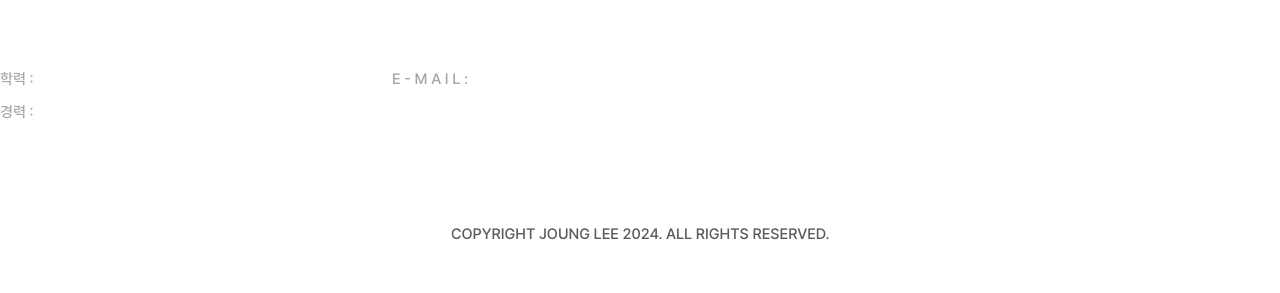 학력 :
E-MAIL:
경력 :
COPYRIGHT JOUNG LEE 2024. ALL RIGHTS RESERVED.